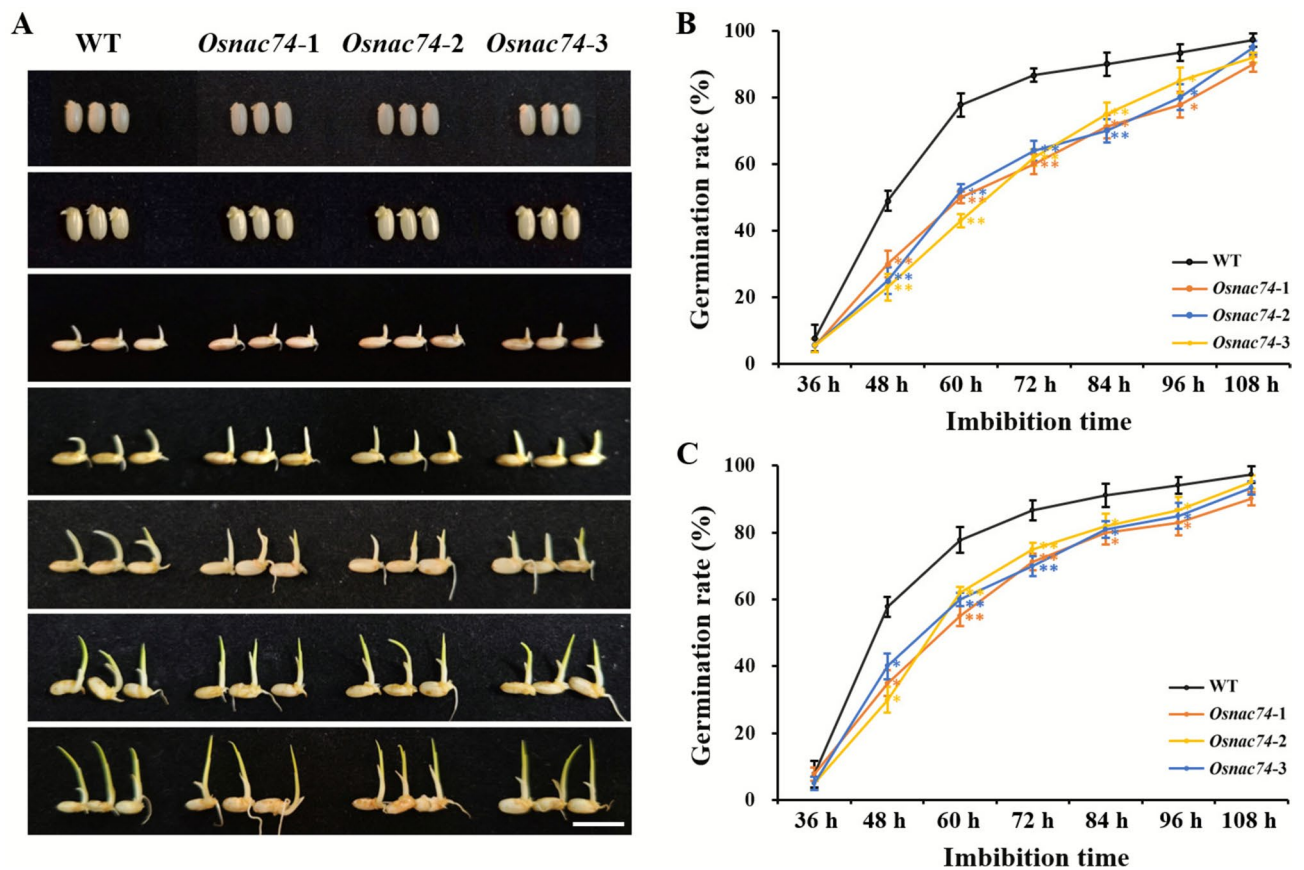 A
WT Osnac74-1 Osnac74-2 Osnac74-3
B
Germination rate (%)
100
80
60
40
20
0
** ** **
** ** **
** ** **
** ** **
* * *
WT
Osnac74-1
Osnac74-2
Osnac74-3
36 h 48 h 60 h 72 h 84 h 96 h 108 h
Imbibition time
C
Germination rate (%)
100
80
60
40
20
0
* * *
** ** **
** ** **
* * *
* * *
WT
Osnac74-1
Osnac74-2
Osnac74-3
36 h 48 h 60 h 72 h 84 h 96 h 108 h
Imbibition time